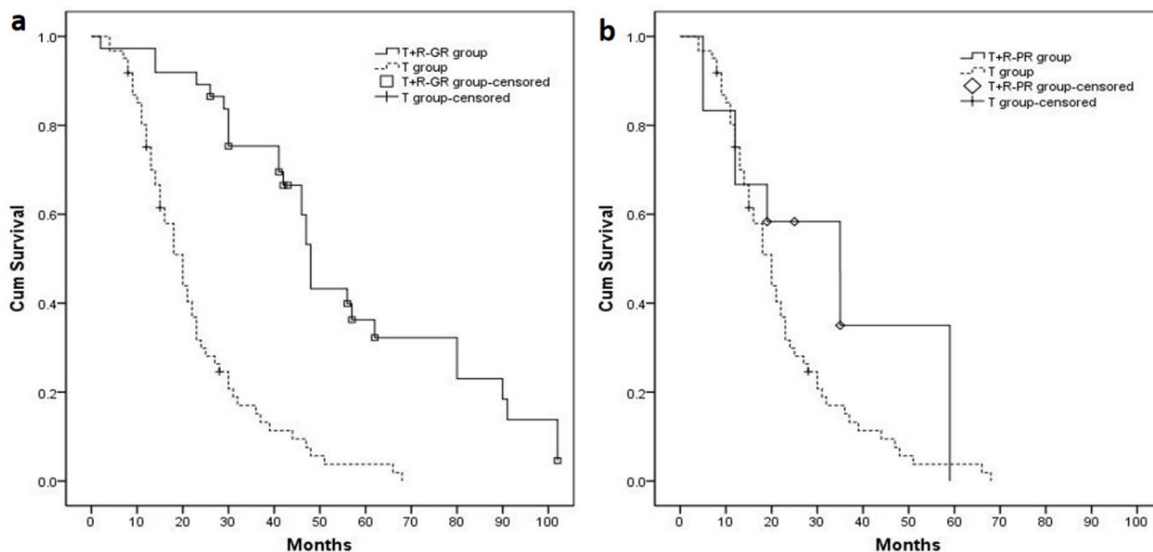 a
T+R-GR group
T group
T+R-GR group-censored
T group-censored
1.0
0.8
0.6
0.4
0.2
0.0
Cum Survival
0 10 20 30 40 50 60 70 80 90 100
Months
b
T+R-PR group
T group
T+R-PR group-censored
T group-censored
1.0
0.8
0.6
0.4
0.2
0.0
Cum Survival
0 10 20 30 40 50 60 70 80 90 100
Months